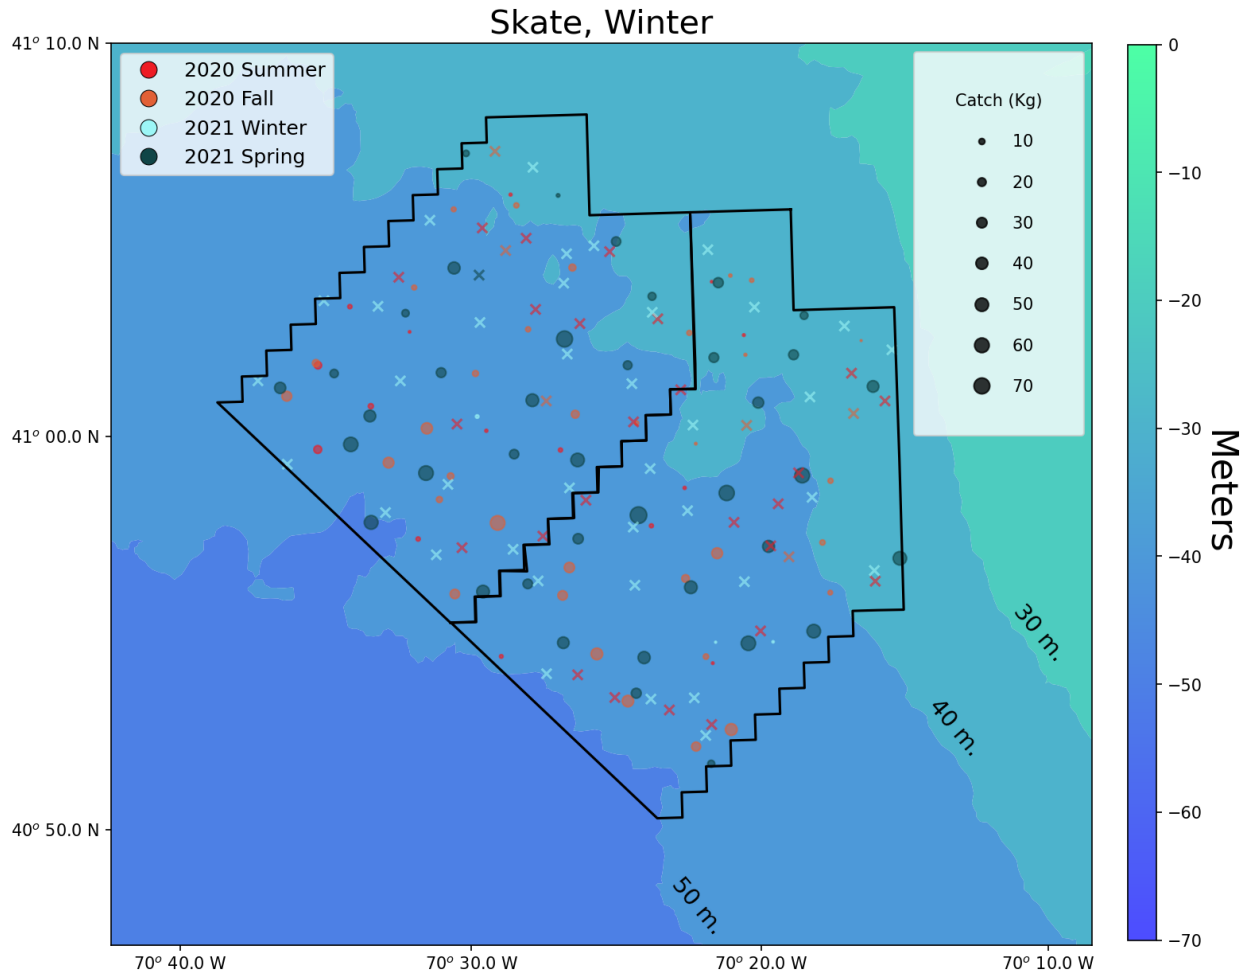 Skate, Winter
41° 10.0 N
41° 00.0 N
40° 50.0 N
2020 Summer
2020 Fall
2021 Winter
2021 Spring
Catch (Kg)
10
20
30
40
50
60
70
30 m.
40 m.
50 m.
70° 40.0 W
70° 30.0 W
70° 20.0 W
70° 10.0 W
0
−10
−20
−30
−40
−50
−60
−70
Meters